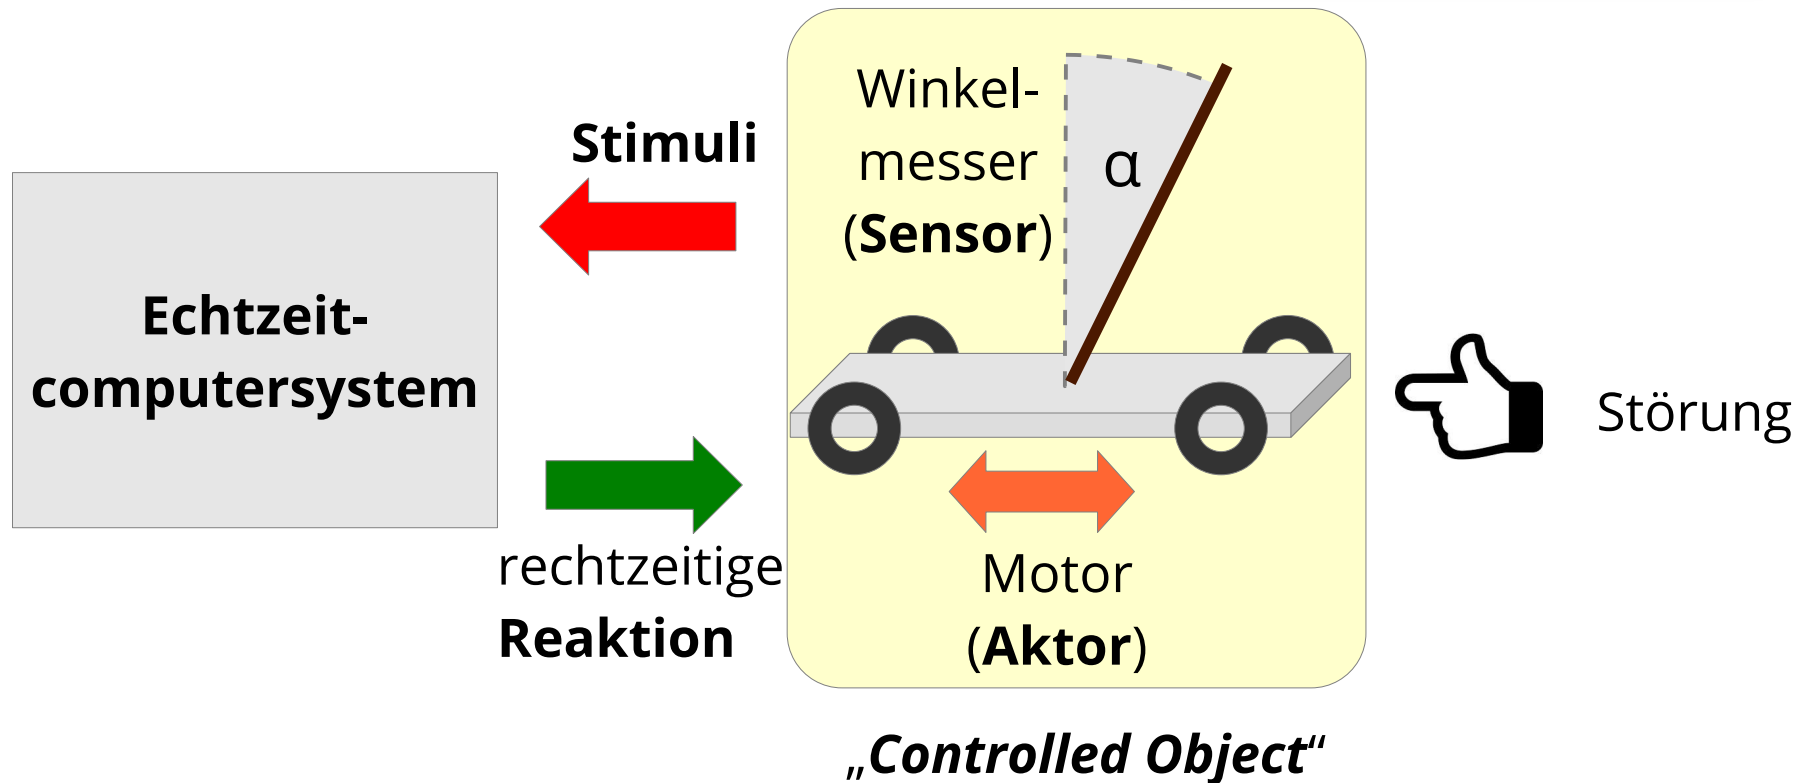 Echtzeit-
computersystem
Stimuli
rechtzeitige
Reaktion
Winkel-
messer
(Sensor)
α
Motor
(Aktor)
„Controlled Object“
Störung